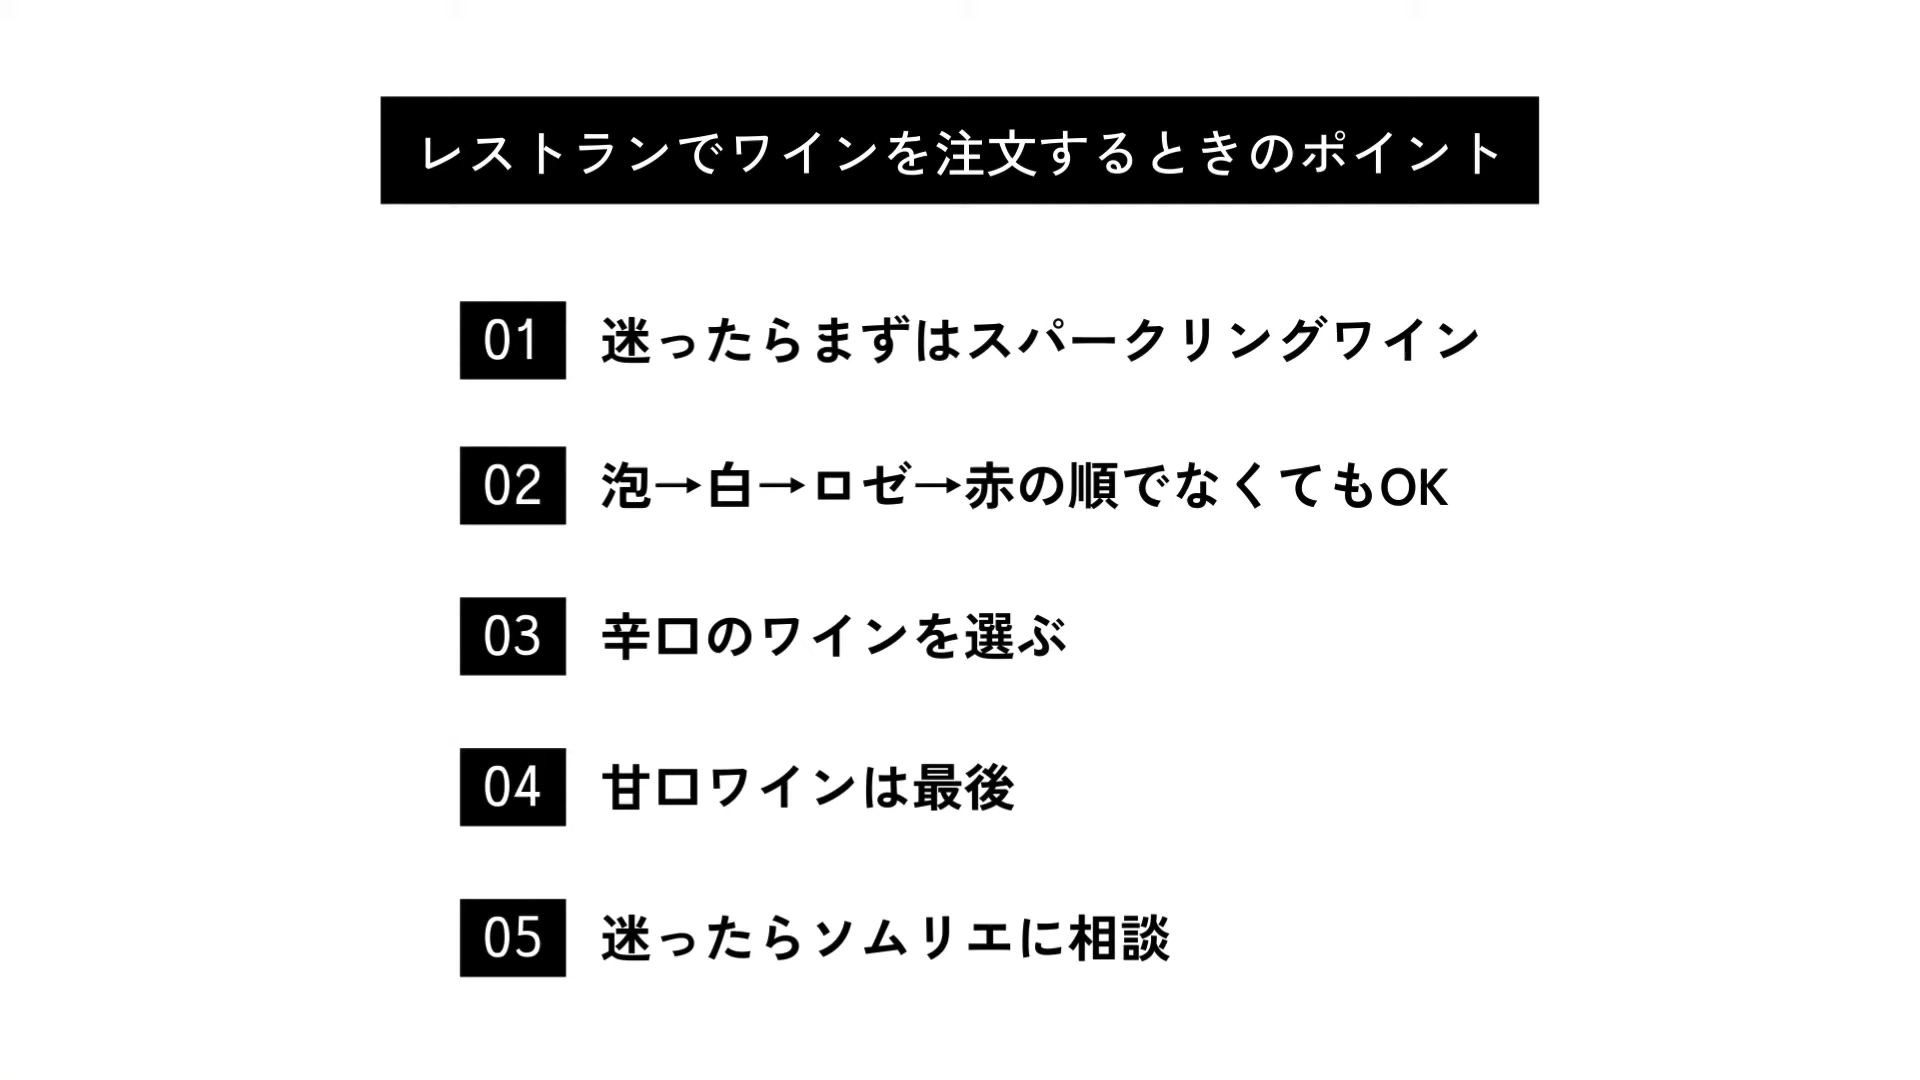 レストランでワインを注文するときのポイント
01 迷ったらまずはスパークリングワイン
02 泡→白→ロゼ→赤の順でなくてもOK
03 辛口のワインを選ぶ
04 甘口ワインは最後
05 迷ったらソムリエに相談